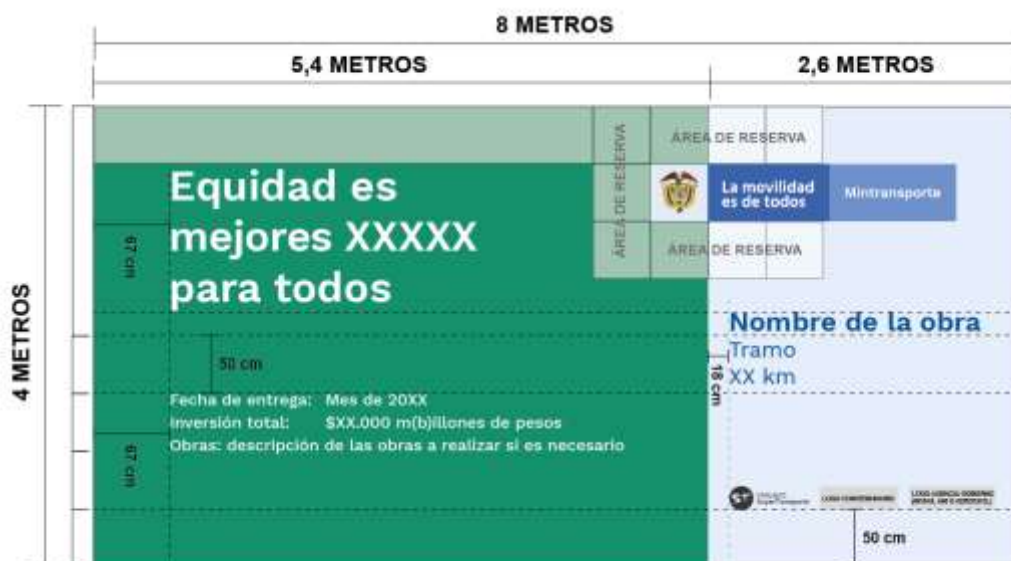 8 METROS
5,4 METROS
2,6 METROS
4 METROS
ÁREA DE RESERVA
ÁREA DE RESERVA
ÁREA DE RESERVA
La movilidad
es de todos
Mintransporte
Equidad es
mejores XXXXX
para todos
67 cm
50 cm
Nombre de la obra
Tramo
XX km
18 cm
Fecha de entrega: Mes de 20XX
Inversión total: $XX.000 m(b)illones de pesos
Obras: descripción de las obras a realizar si es necesario
67 cm
ST
50 cm